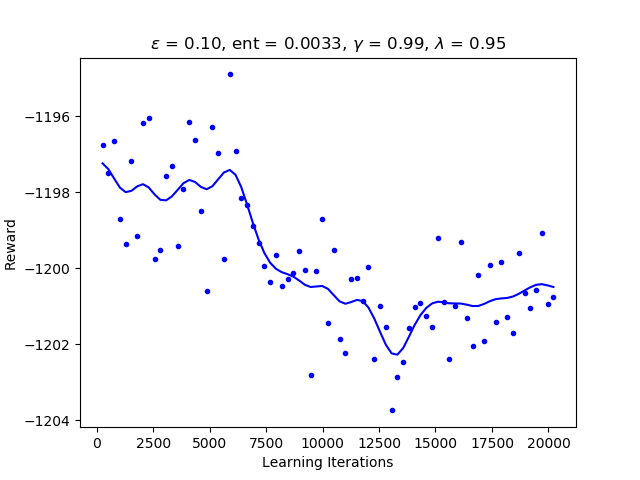 ε = 0.10, ent = 0.0033, γ = 0.99, λ = 0.95
−1196
−1198
−1200
−1202
−1204
Reward
0 2500 5000 7500 10000 12500 15000 17500 20000
Learning Iterations